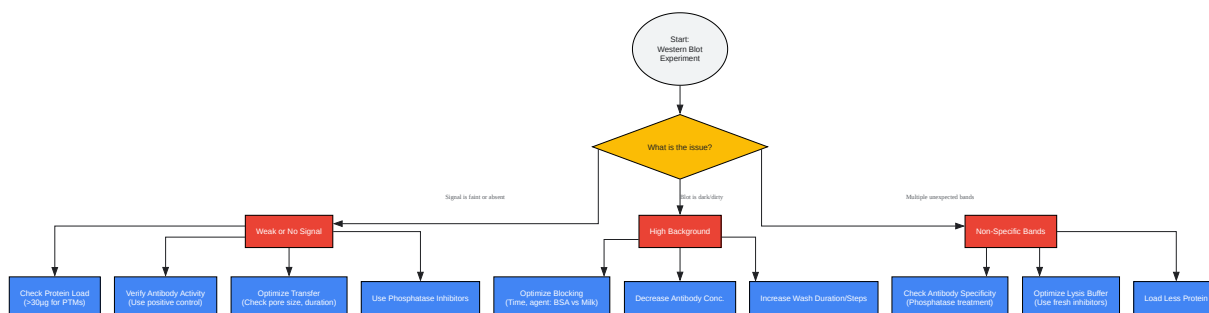 Start:
Western Blot
Experiment
What is the issue?
Signal is faint or absent
Blot is dark/dirty
Multiple unexpected bands
Weak or No Signal
High Background
Non-Specific Bands
Check Protein Load
(>30µg for PTMs)
Verify Antibody Activity
(Use positive control)
Optimize Transfer
(Check pore size, duration)
Use Phosphatase Inhibitors
Optimize Blocking
(Time, agent: BSA vs Milk)
Decrease Antibody Conc.
Increase Wash Duration/Steps
Check Antibody Specificity
(Phosphatase treatment)
Optimize Lysis Buffer
(Use fresh inhibitors)
Load Less Protein